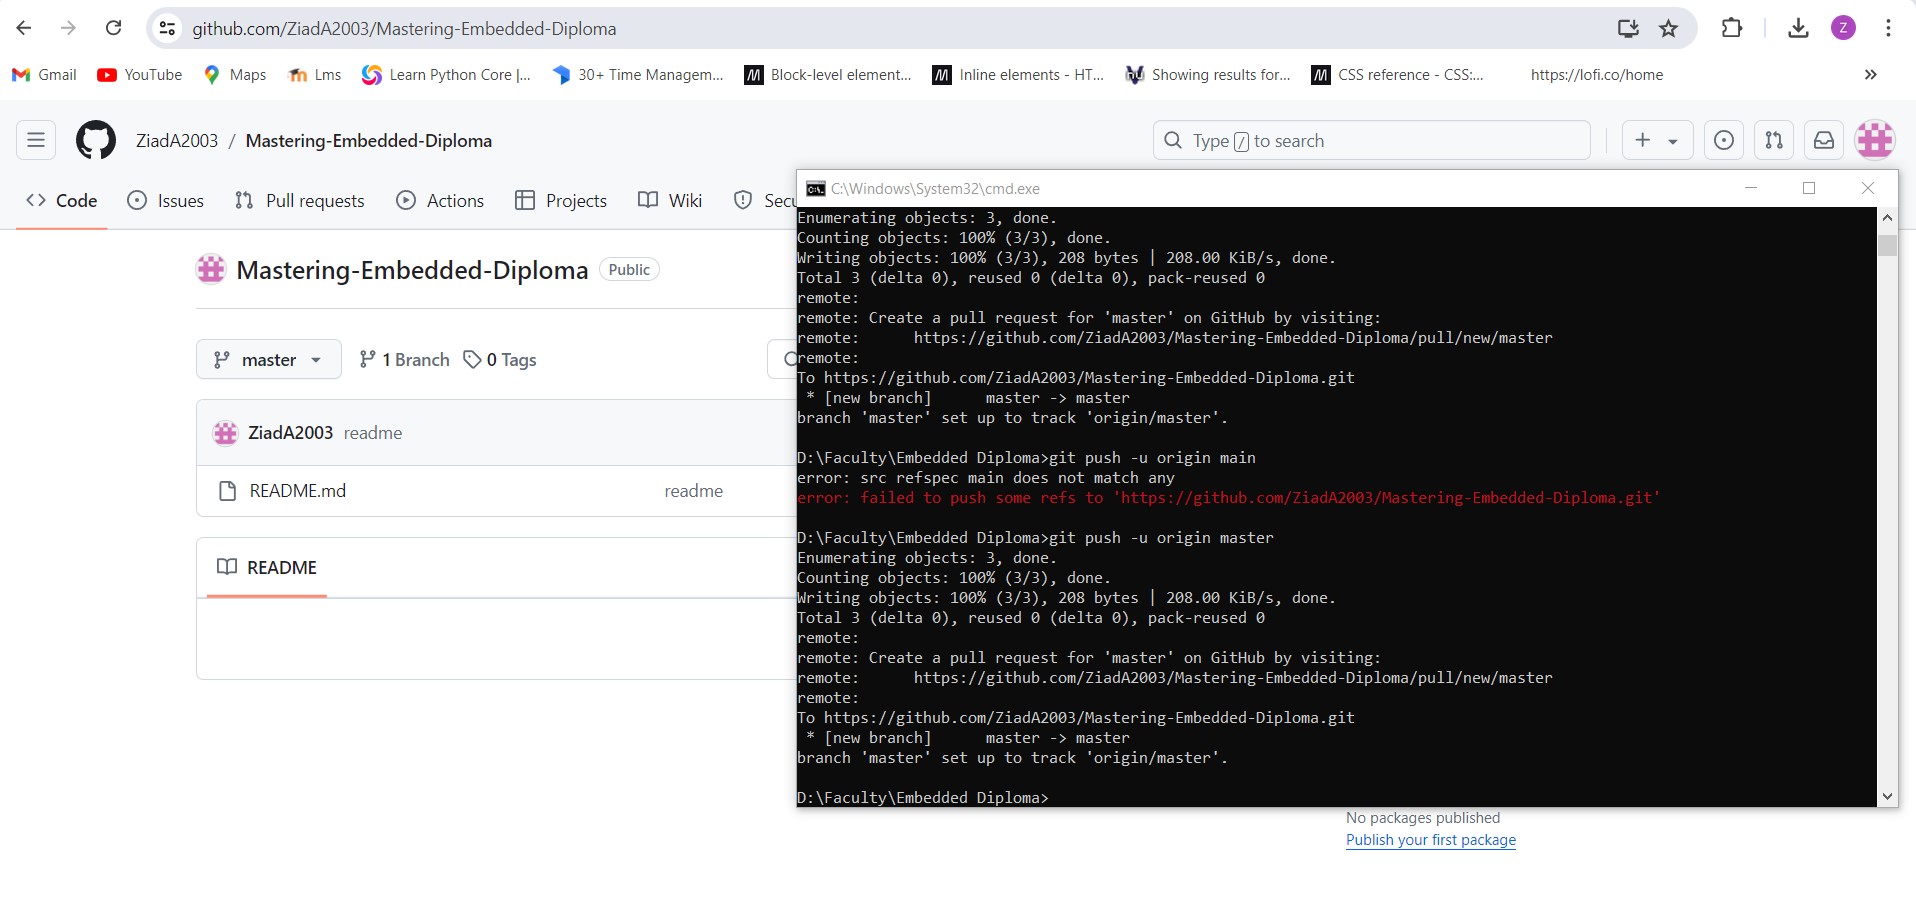 github.com/ZiadA2003/Mastering-Embedded-Diploma
Z
Gmail YouTube Maps Lms Learn Python Core |... 30+ Time Managem... Block-level element... Inline elements - HT... Showing results for... CSS reference - CSS:... https://lofi.co/home
ZiadA2003 / Mastering-Embedded-Diploma
Type / to search
Code Issues Pull requests Actions Projects Wiki Secu
Mastering-Embedded-Diploma Public
master 1 Branch 0 Tags
ZiadA2003 readme
README.md readme
README
C:\Windows\System32\cmd.exe
Enumerating objects: 3, done.
Counting objects: 100% (3/3), done.
Writing objects: 100% (3/3), 208 bytes | 208.00 KiB/s, done.
Total 3 (delta 0), reused 0 (delta 0), pack-reused 0
remote:
remote: Create a pull request for 'master' on GitHub by visiting:
remote:      https://github.com/ZiadA2003/Mastering-Embedded-Diploma/pull/new/master
remote:
To https://github.com/ZiadA2003/Mastering-Embedded-Diploma.git
 * [new branch]      master -> master
branch 'master' set up to track 'origin/master'.
D:\Faculty\Embedded Diploma>git push -u origin main
error: src refspec main does not match any
error: failed to push some refs to 'https://github.com/ZiadA2003/Mastering-Embedded-Diploma.git'
D:\Faculty\Embedded Diploma>git push -u origin master
Enumerating objects: 3, done.
Counting objects: 100% (3/3), done.
Writing objects: 100% (3/3), 208 bytes | 208.00 KiB/s, done.
Total 3 (delta 0), reused 0 (delta 0), pack-reused 0
remote:
remote: Create a pull request for 'master' on GitHub by visiting:
remote:      https://github.com/ZiadA2003/Mastering-Embedded-Diploma/pull/new/master
remote:
To https://github.com/ZiadA2003/Mastering-Embedded-Diploma.git
 * [new branch]      master -> master
branch 'master' set up to track 'origin/master'.
D:\Faculty\Embedded Diploma>
No packages published
Publish your first package